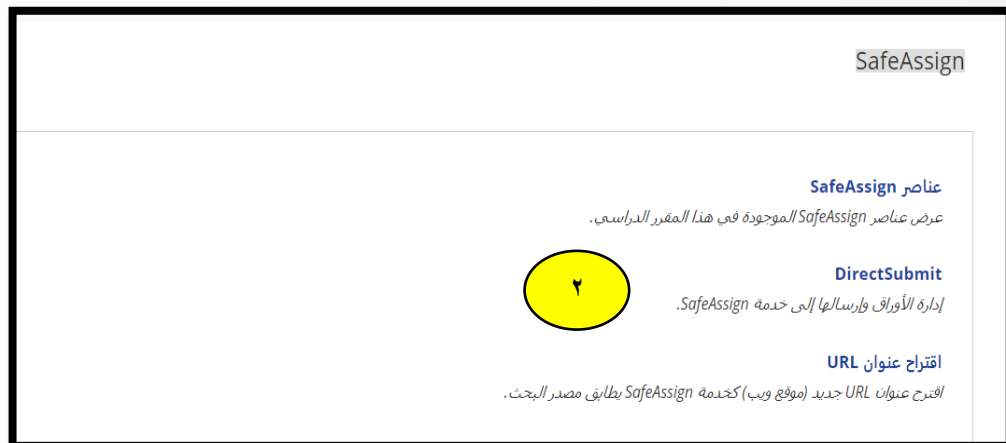 SafeAssign
عناصر SafeAssign
عرض عناصر SafeAssign الموجودة في هذا المقرر الدراسي.
DirectSubmit
٢
إدارة الأوراق وإرسالها إلى خدمة SafeAssign.
اقتراح عنوان URL
اقترح عنوان URL جديد (موقع ويب) كخدمة SafeAssign يطابق مصدر البحث.